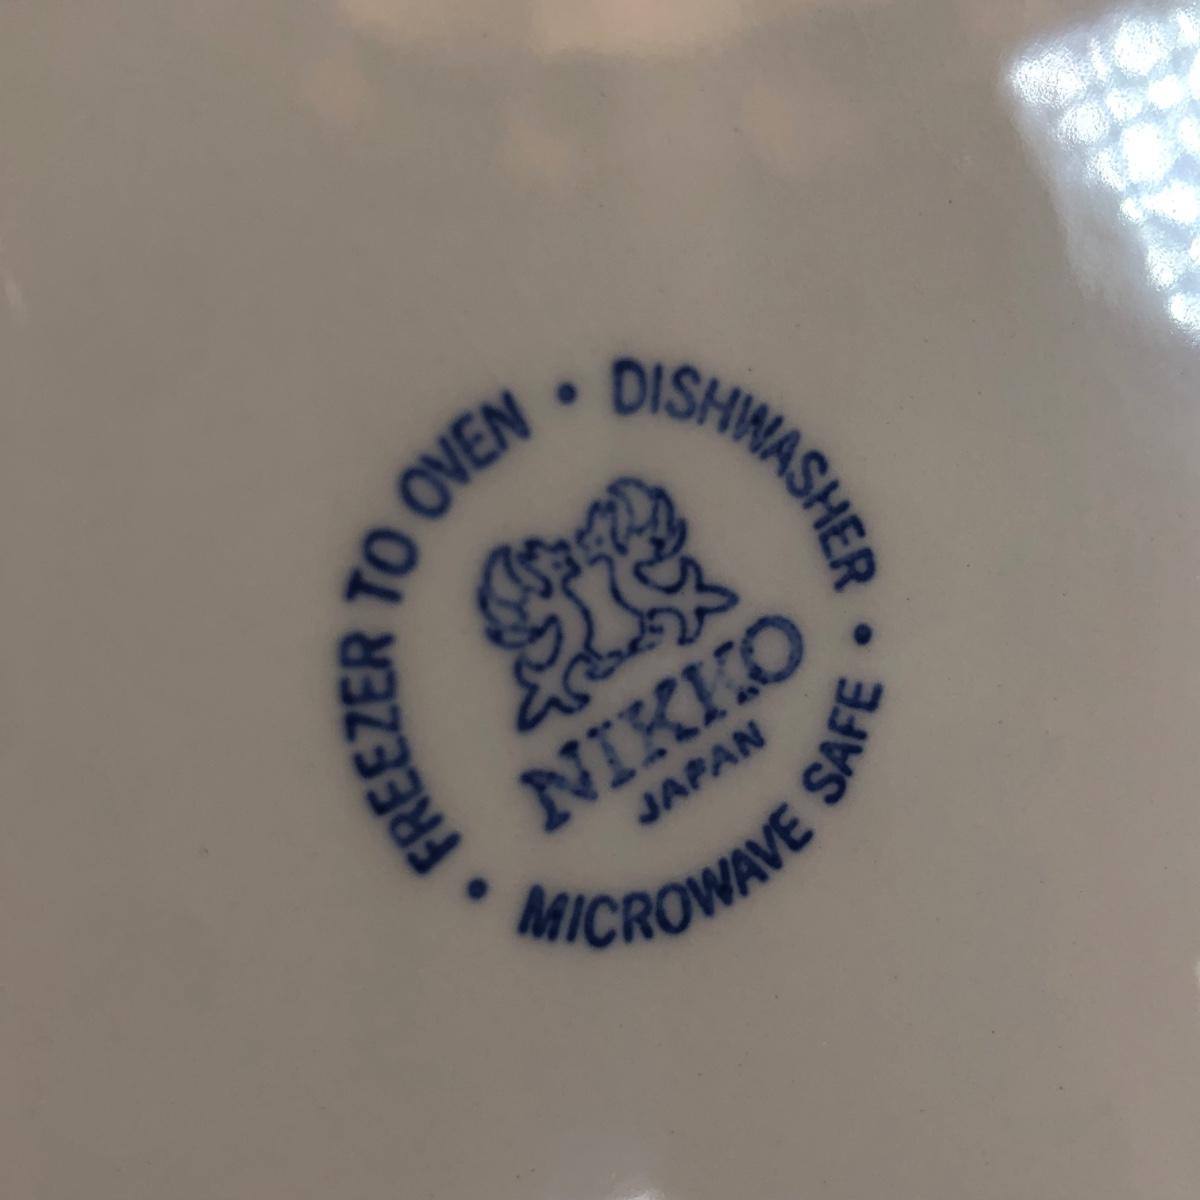 FREEZER TO OVEN • DISHWASHER • MICROWAVE SAFE •
NIKKO
JAPAN